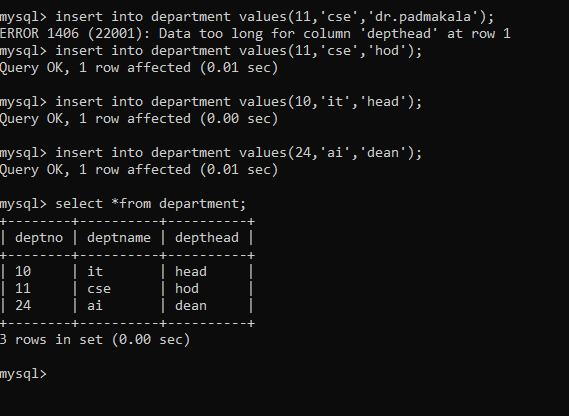 mysql> insert into department values(11,'cse','dr.padmakala');
ERROR 1406 (22001): Data too long for column 'depthead' at row 1
mysql> insert into department values(11,'cse','hod');
Query OK, 1 row affected (0.01 sec)
mysql> insert into department values(10,'it','head');
Query OK, 1 row affected (0.00 sec)
mysql> insert into department values(24,'ai','dean');
Query OK, 1 row affected (0.01 sec)
mysql> select *from department;
+--------+----------+----------+
| deptno | deptname | depthead |
+--------+----------+----------+
| 10     | it       | head     |
| 11     | cse      | hod      |
| 24     | ai       | dean     |
+--------+----------+----------+
3 rows in set (0.00 sec)
mysql>